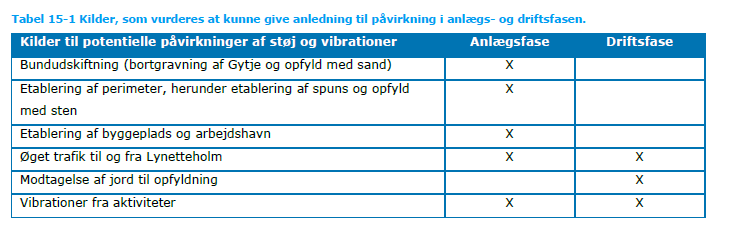 Tabel 15-1 Kilder, som vurderes at kunne give anledning til påvirkning i anlægs- og driftsfasen.
Kilder til potentielle påvirkninger af støj og vibrationer Anlægsfase Driftsfase
Bundudskiftning (bortgravning af Gytje og opfyld med sand) X
Etablering af perimeter, herunder etablering af spuns og opfyld X
med sten
Etablering af byggeplads og arbejdshavn X
Øget trafik til og fra Lynetteholm X X
Modtagelse af jord til opfyldning X
Vibrationer fra aktiviteter X X